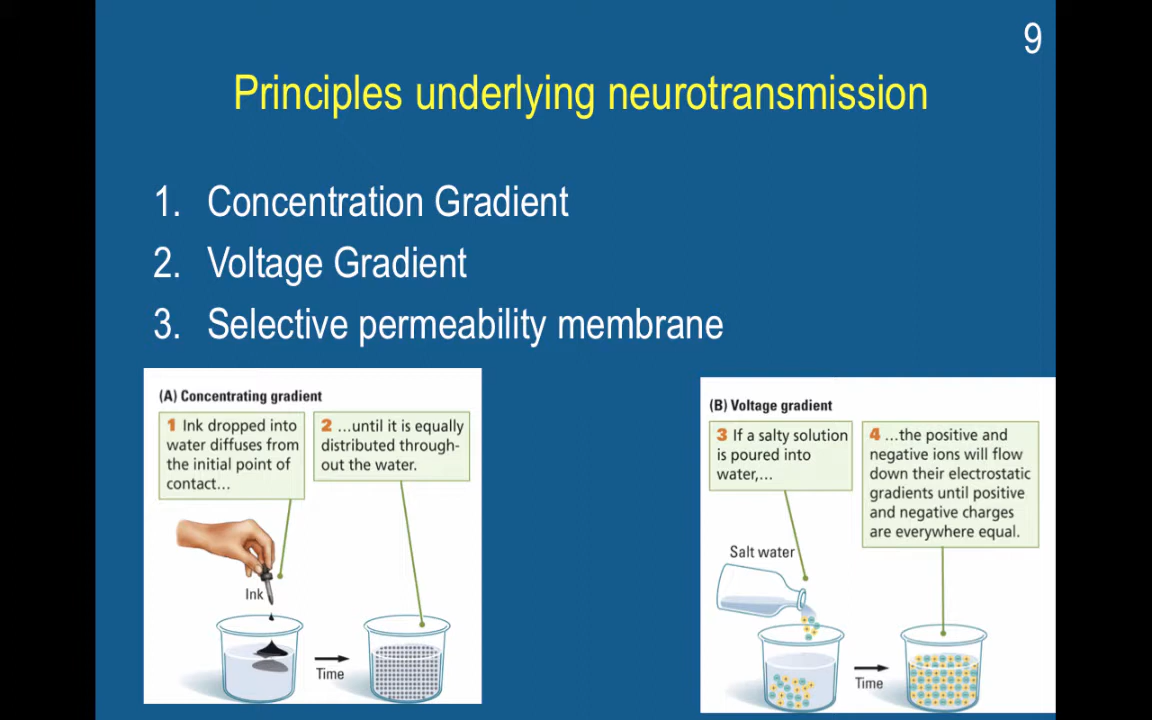 9
Principles underlying neurotransmission
1. Concentration Gradient
2. Voltage Gradient
3. Selective permeability membrane
(A) Concentrating gradient
1 Ink dropped into
water diffuses from
the initial point of
contact...
2 ...until it is equally
distributed through-
out the water.
Ink
Time
(B) Voltage gradient
3 If a salty solution
is poured into
water,...
4 ...the positive and
negative ions will flow
down their electrostatic
gradients until positive
and negative charges
are everywhere equal.
Salt water
Time